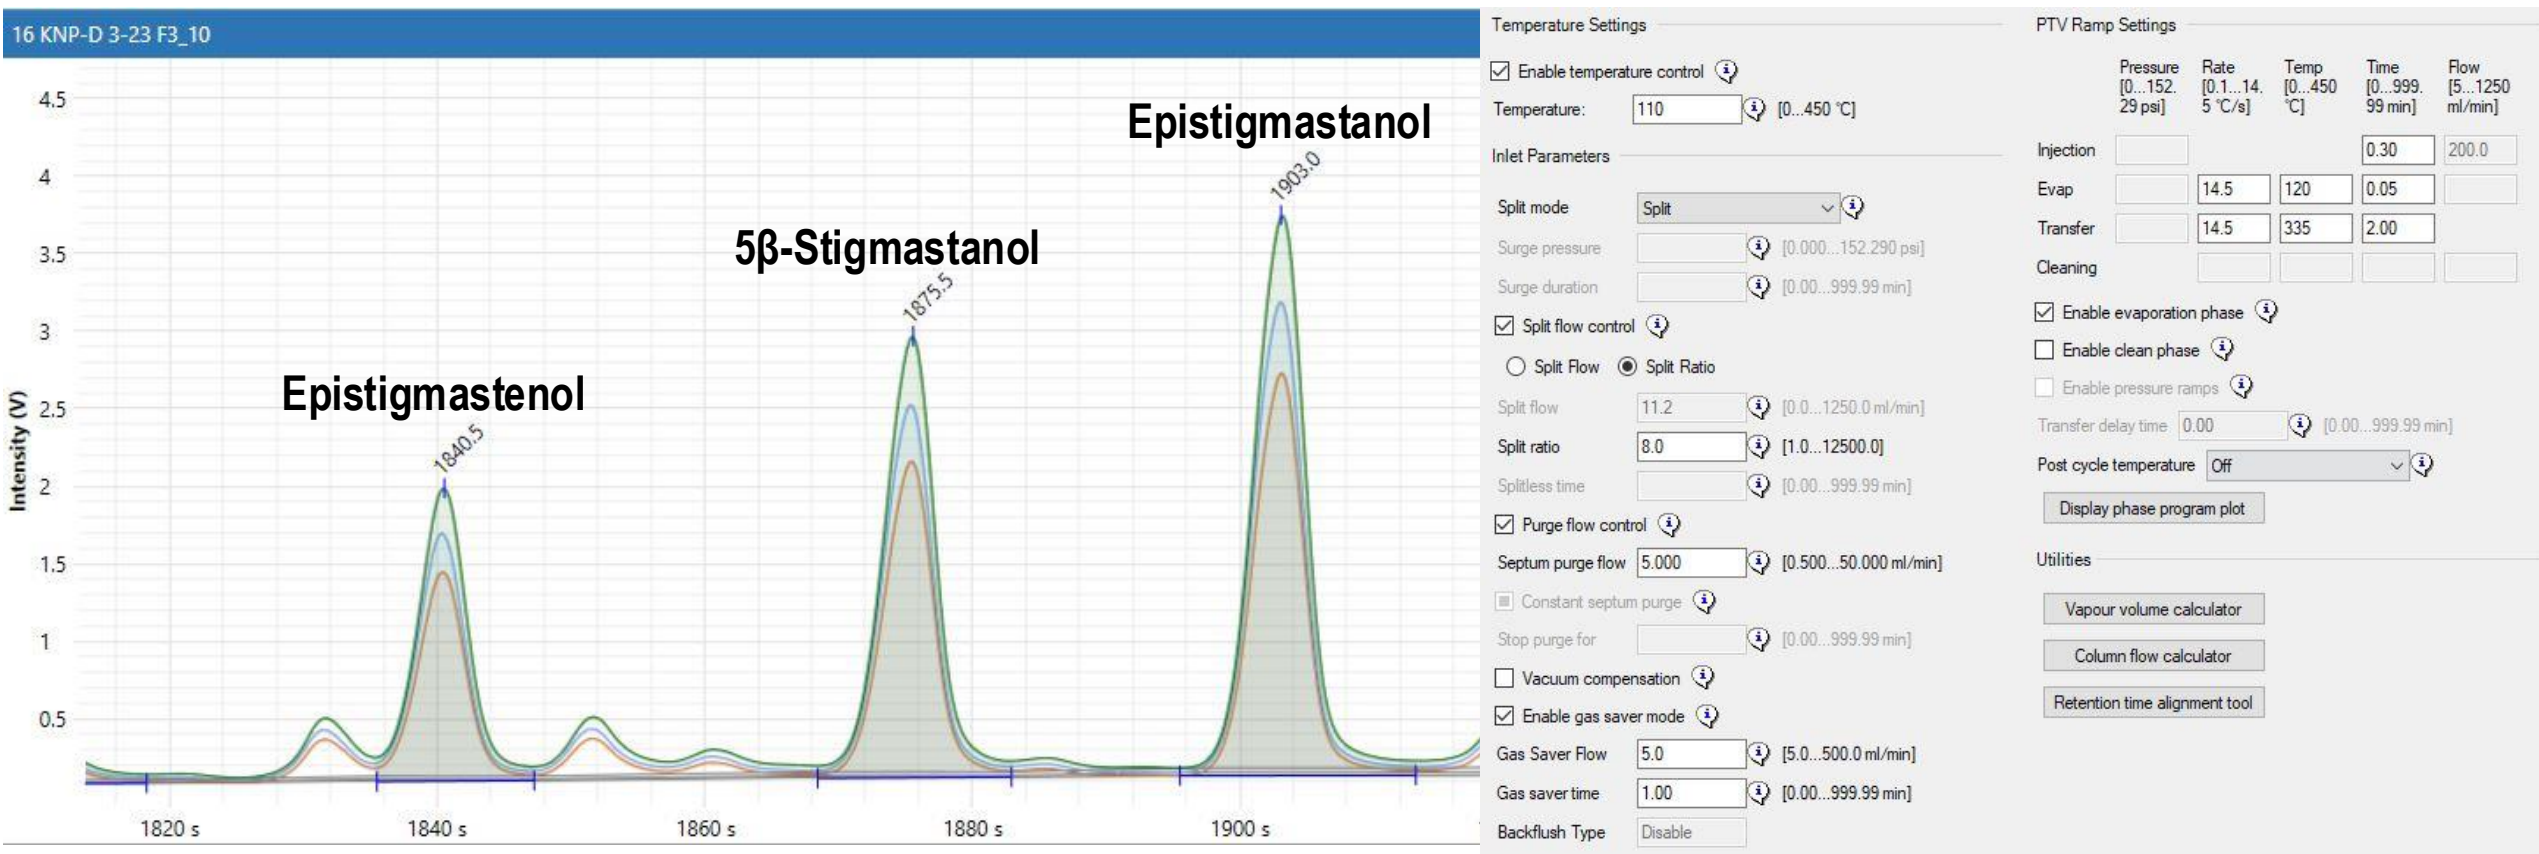 16 KNP-D 3-23 F3_10
Intensity (V)
4.5
4
3.5
3
2.5
2
1.5
1
0.5
Epistigmastenol
1840.5
5β-Stigmastanol
1875.5
Epistigmastanol
1903.0
1820 s
1840 s
1860 s
1880 s
1900 s
Temperature Settings
Enable temperature control
Temperature: 110 [0...450 °C]
Inlet Parameters
Split mode Split
Surge pressure [0.000...152.290 psi]
Surge duration [0.00...999.99 min]
Split flow control
Split Flow Split Ratio
Split flow 11.2 [0.0...1250.0 ml/min]
Split ratio 8.0 [1.0...12500.0]
Splitless time [0.00...999.99 min]
Purge flow control
Septum purge flow 5.000 [0.500...50.000 ml/min]
Constant septum purge
Stop purge for [0.00...999.99 min]
Vacuum compensation
Enable gas saver mode
Gas Saver Flow 5.0 [5.0...500.0 ml/min]
Gas saver time 1.00 [0.00...999.99 min]
Backflush Type Disable
PTV Ramp Settings
Pressure Rate Temp Time Flow
[0...152. [0.1...14. [0...450 [0...999. [5...1250
29 psi] 5 °C/s] °C] 99 min] ml/min]
Injection 0.30 200.0
Evap 14.5 120 0.05
Transfer 14.5 335 2.00
Cleaning
Enable evaporation phase
Enable clean phase
Enable pressure ramps
Transfer delay time 0.00 [0.00...999.99 min]
Post cycle temperature Off
Display phase program plot
Utilities
Vapour volume calculator
Column flow calculator
Retention time alignment tool